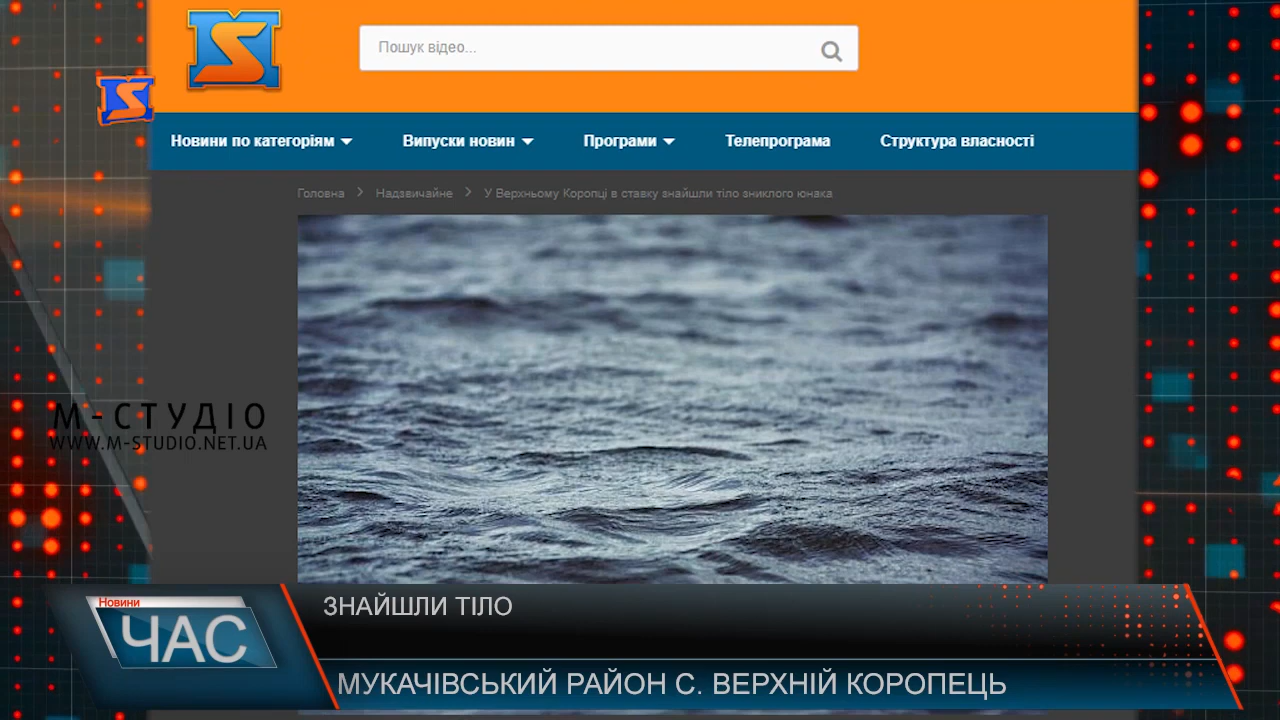 Пошук відео...
Новини по категоріям
Випуски новин
Програми
Телепрограма
Структура власності
Головна > Надзвичайне > У Верхньому Коропці в ставку знайшли тіло зниклого юнака
М-СТУДІО
WWW.M-STUDIO.NET.UA
Новини
ЧАС
ЗНАЙШЛИ ТІЛО
МУКАЧІВСЬКИЙ РАЙОН С. ВЕРХНІЙ КОРОПЕЦЬ